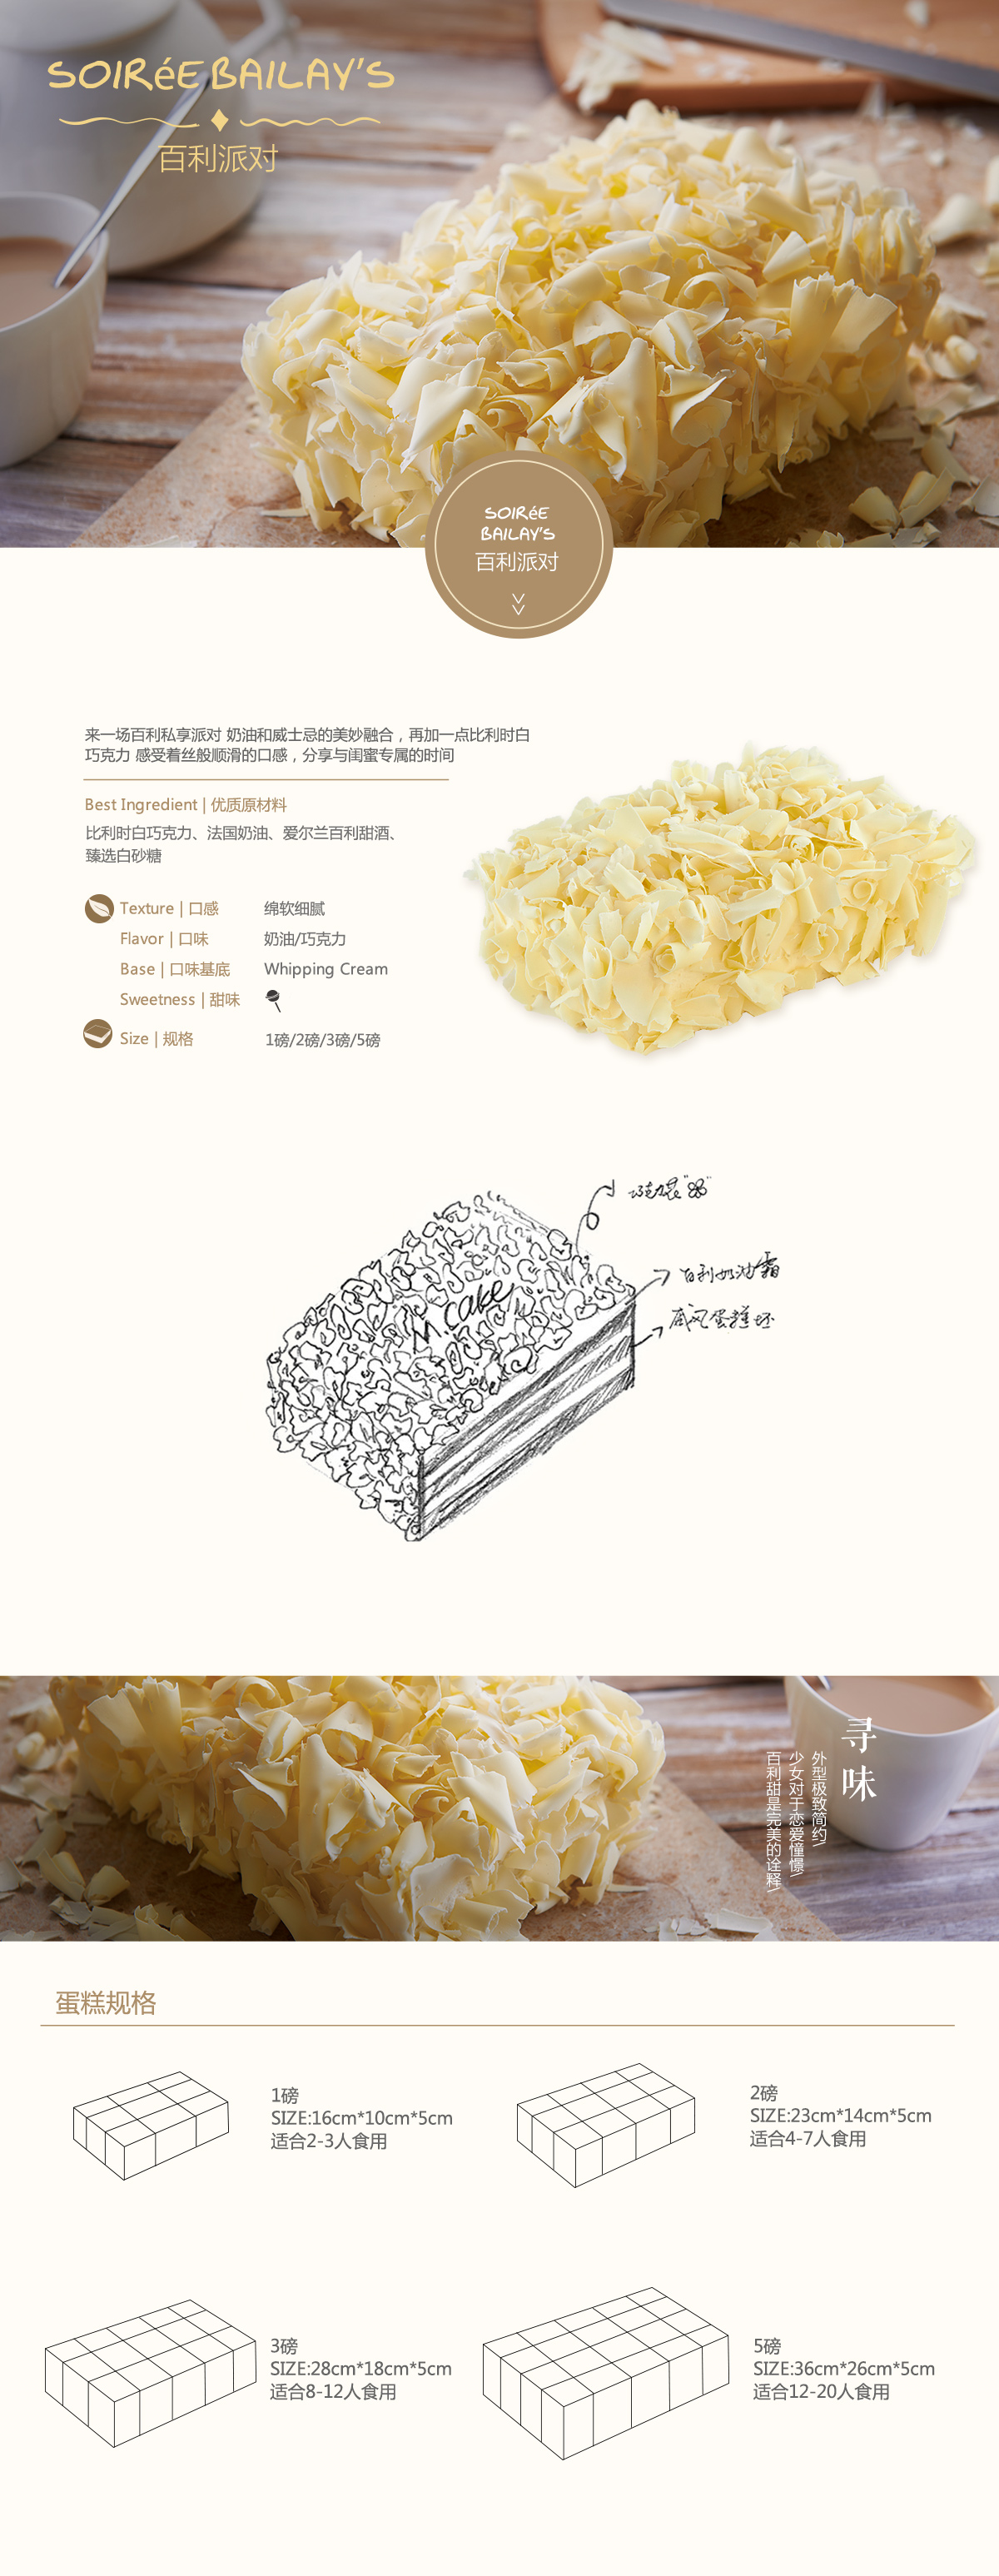 SOIRéE BAILAY'S
百利派对
SOIRéE
BAILAY'S
百利派对
来一场百利私享派对 奶油和威士忌的美妙融合，再加一点比利时白
巧克力 感受着丝般顺滑的口感，分享与闺蜜专属的时间
Best Ingredient | 优质原材料
比利时白巧克力、法国奶油、爱尔兰百利甜酒、
臻选白砂糖
Texture | 口感 绵软细腻
Flavor | 口味 奶油/巧克力
Base | 口味基底 Whipping Cream
Sweetness | 甜味
Size | 规格 1磅/2磅/3磅/5磅
巧克力花
百利奶油霜
戚风蛋糕坯
M'cake
寻味
外型极致简约/
少女对于恋爱憧憬/
百利甜是完美的诠释/
蛋糕规格
1磅
SIZE:16cm*10cm*5cm
适合2-3人食用
2磅
SIZE:23cm*14cm*5cm
适合4-7人食用
3磅
SIZE:28cm*18cm*5cm
适合8-12人食用
5磅
SIZE:36cm*26cm*5cm
适合12-20人食用